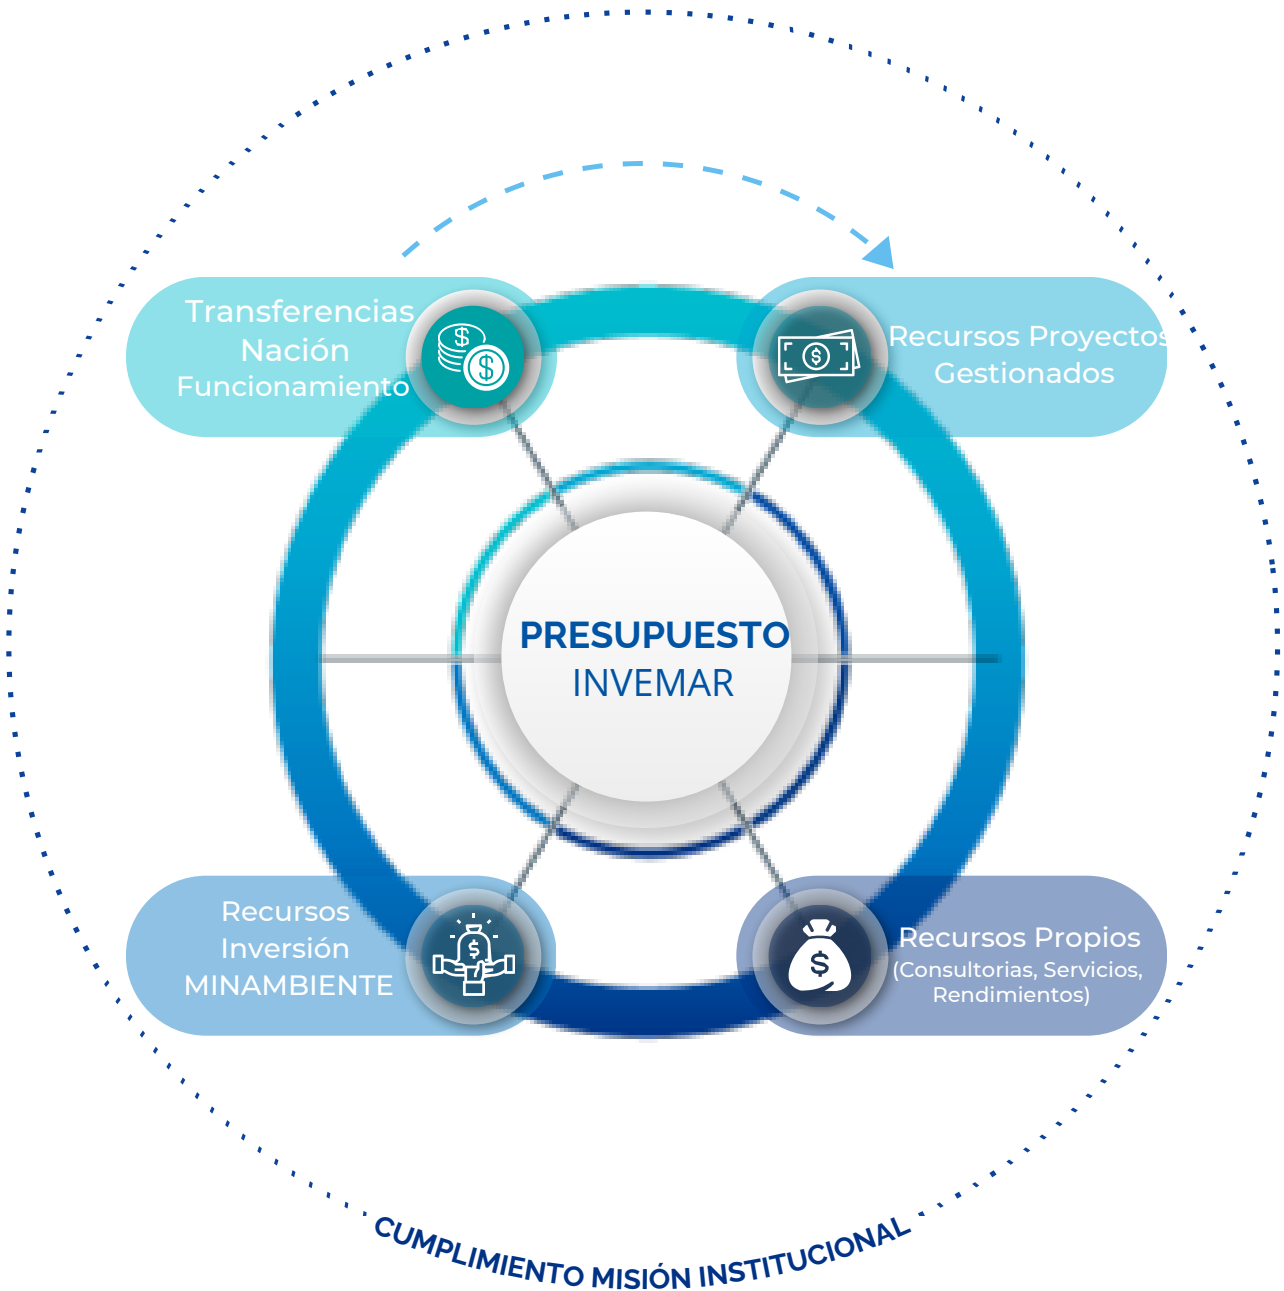 Transferencias
Nación
Funcionamiento
Recursos Proyectos
Gestionados
PRESUPUESTO
INVEMAR
Recursos
Inversión
MINAMBIENTE
Recursos Propios
(Consultorias, Servicios,
Rendimientos)
CUMPLIMIENTO MISIÓN INSTITUCIONAL